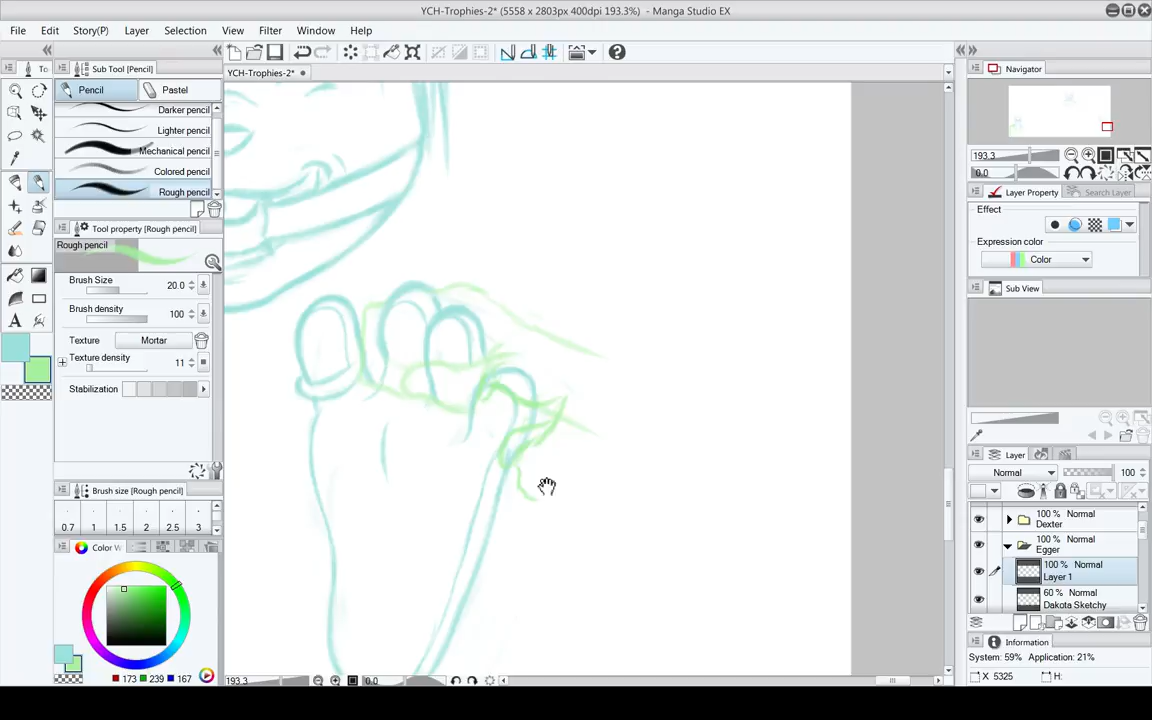 YCH-Trophies-2* (5558 x 2803px 400dpi 193.3%) - Manga Studio EX
File Edit Story(P) Layer Selection View Filter Window Help
To Sub Tool [Pencil]
YCH-Trophies-2*
Navigator
Pencil Pastel
Darker pencil
Lighter pencil
Mechanical pencil
Colored pencil
Rough pencil
193.3
0.0
Layer Property Search Layer
Effect
Tool property [Rough pencil]
Rough pencil
Expression color
Color
Brush Size 20.0
Sub View
Brush density 100
Texture Mortar
Texture density 11
Stabilization
Layer
Normal 100
Brush size [Rough pencil]
0.7 1 1.5 2 2.5 3
100 % Normal
Dexter
100 % Normal
Egger
Color W
100 % Normal
Layer 1
60 % Normal
Dakota Sketchy
Information
System: 59% Application: 21%
173 239 167
193.3 0.0
X 5325 H: